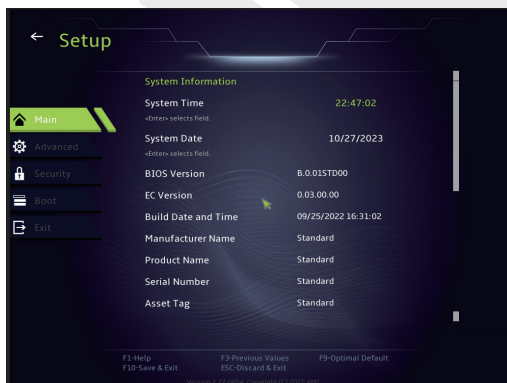 Setup
System Information
System Time 22:47:02
<Enter> selects field.
System Date 10/27/2023
<Enter> selects field.
BIOS Version B.0.01STD00
EC Version 0.03.00.00
Build Date and Time 09/25/2022 16:31:02
Manufacturer Name Standard
Product Name Standard
Serial Number Standard
Asset Tag Standard
Main
Advanced
Security
Boot
Exit
F1-Help F3-Previous Values F9-Optimal Default
F10-Save & Exit ESC-Discard & Exit
Copyright (C) 2022 AMI